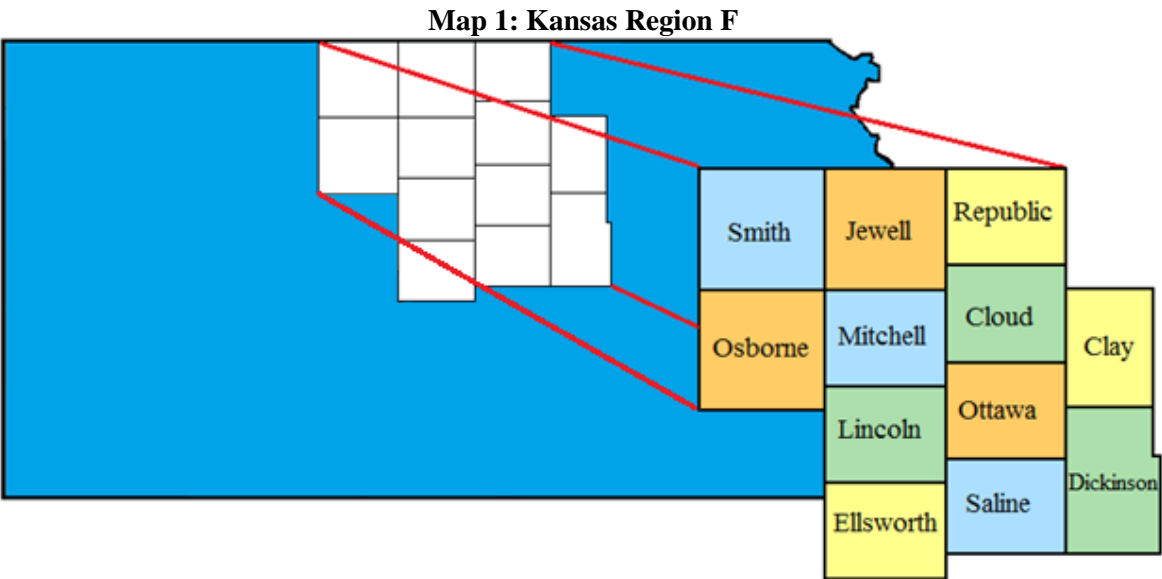 Map 1: Kansas Region F
Smith
Jewell
Republic
Osborne
Mitchell
Cloud
Clay
Lincoln
Ottawa
Dickinson
Ellsworth
Saline